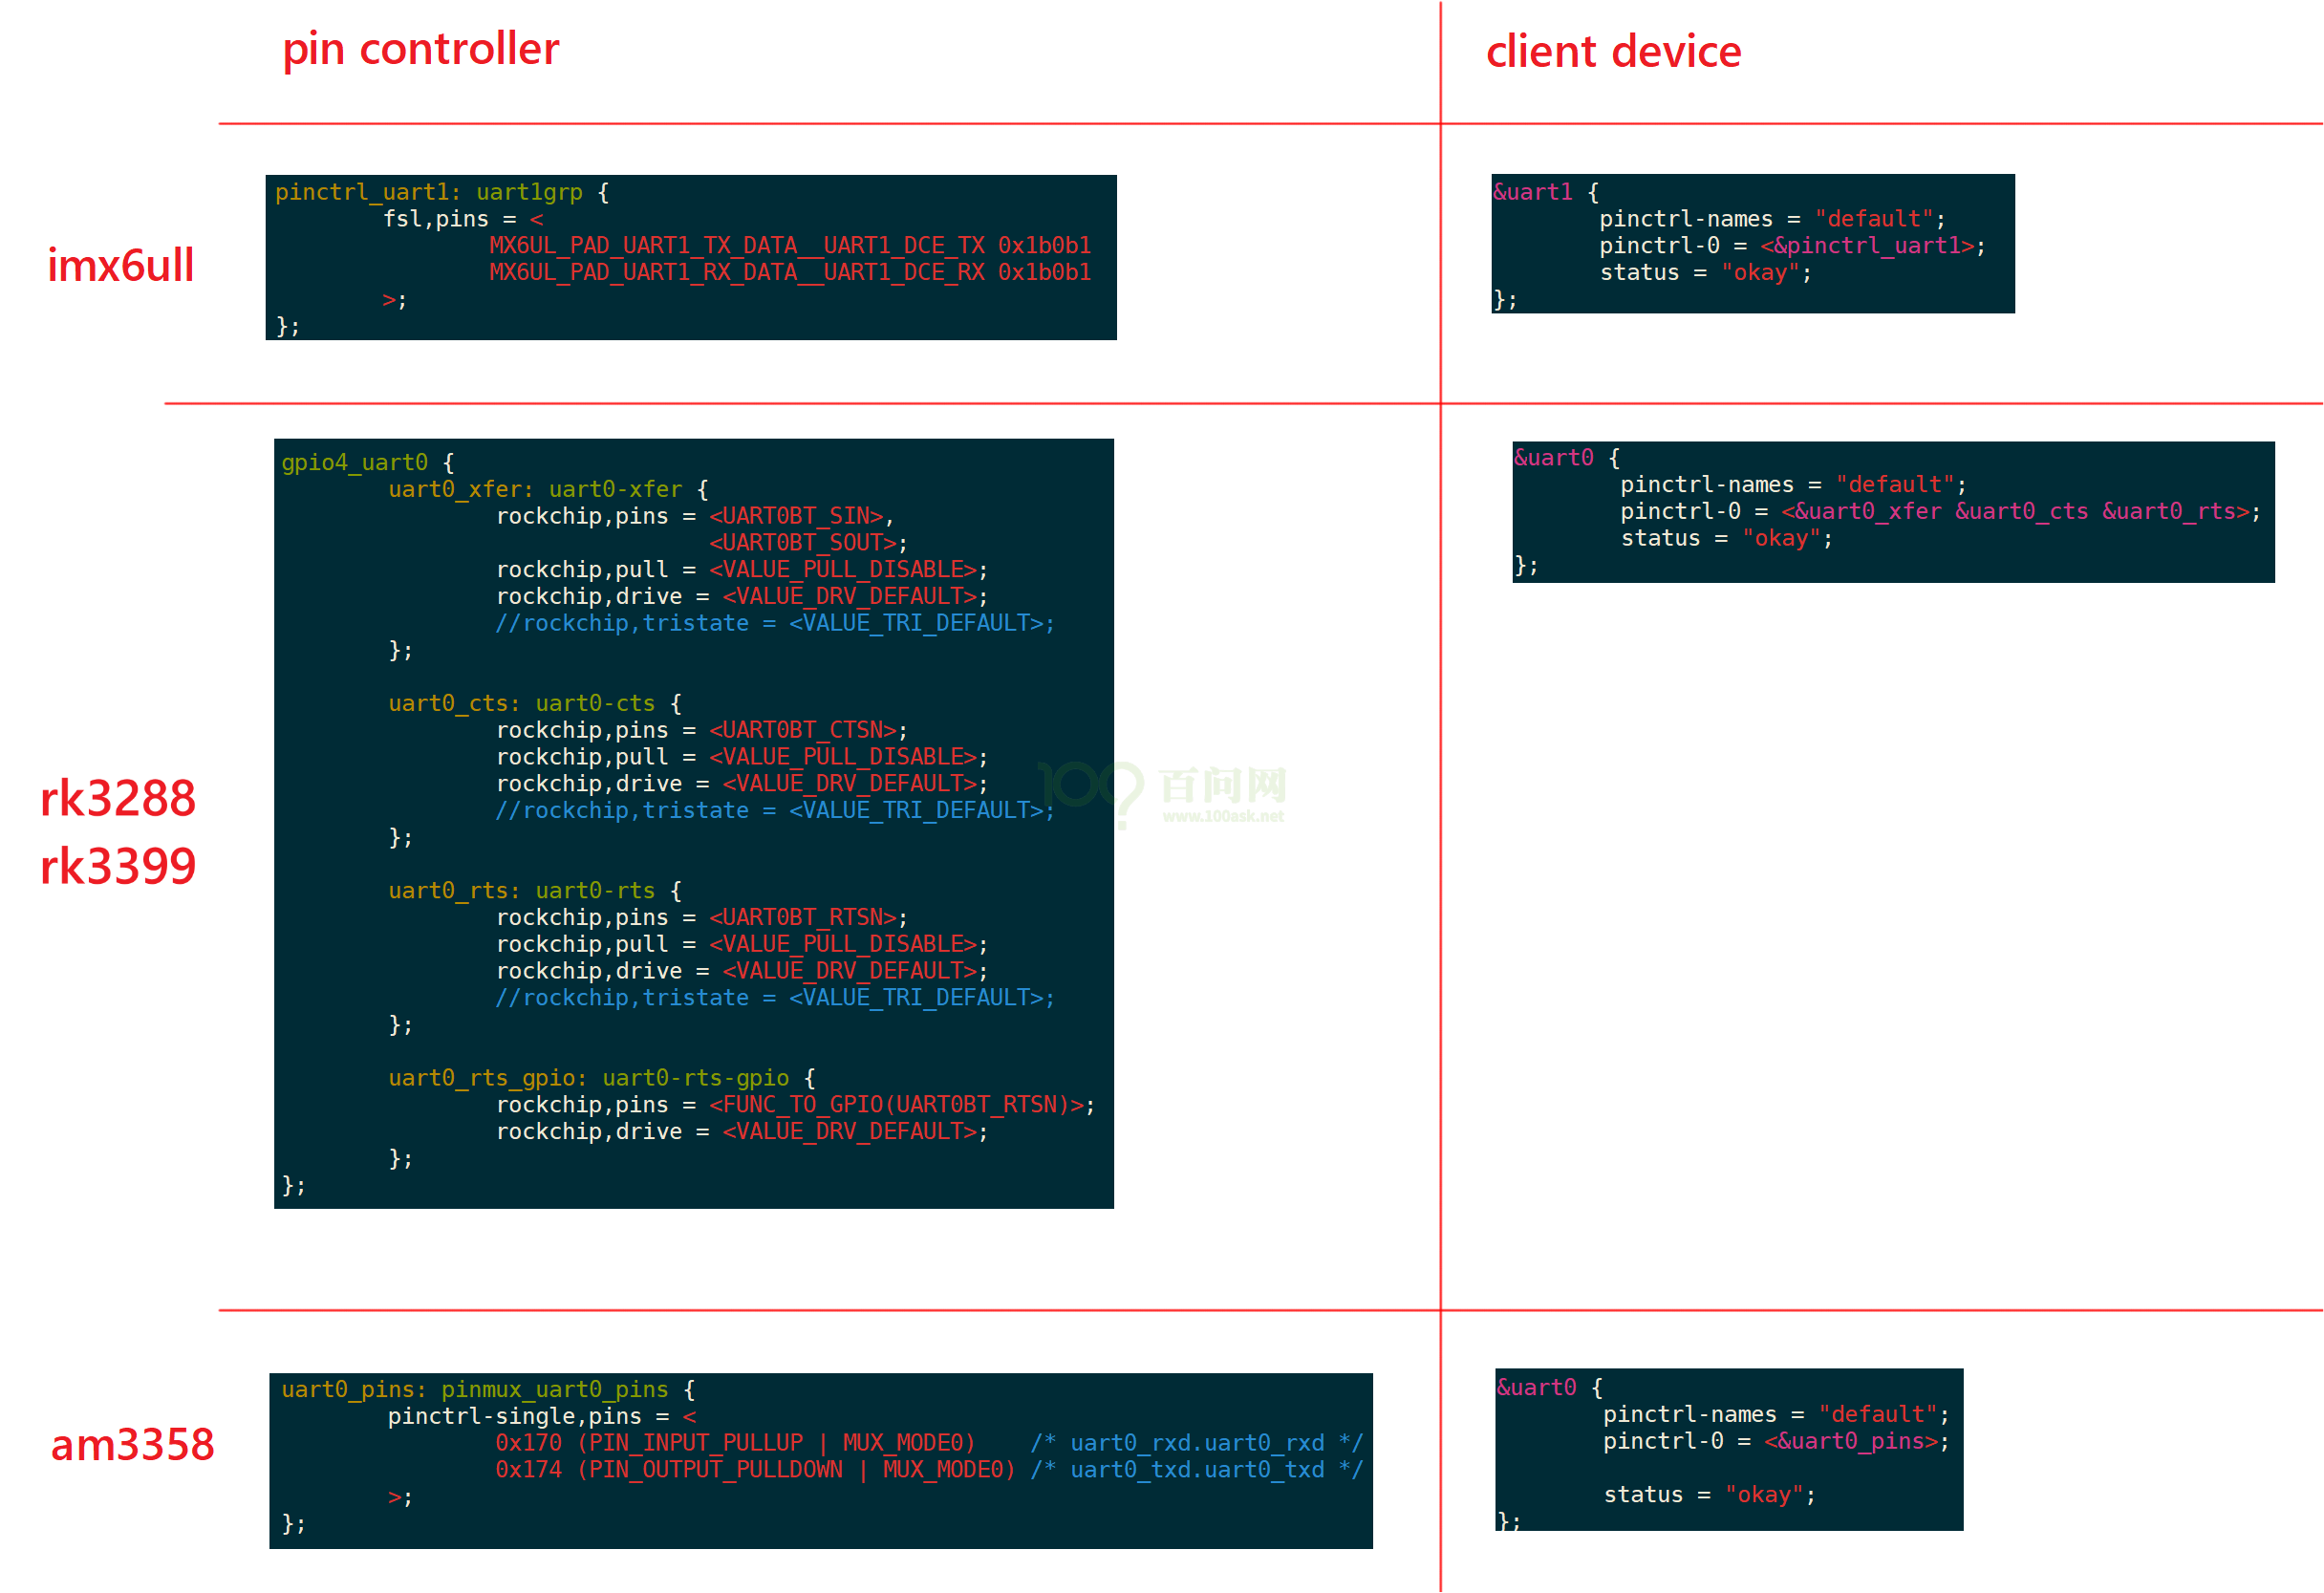 pin controller
client device
imx6ull
pinctrl_uart1: uart1grp {
        fsl,pins = <
                MX6UL_PAD_UART1_TX_DATA__UART1_DCE_TX 0x1b0b1
                MX6UL_PAD_UART1_RX_DATA__UART1_DCE_RX 0x1b0b1
        >;
};
&uart1 {
        pinctrl-names = "default";
        pinctrl-0 = <&pinctrl_uart1>;
        status = "okay";
};
rk3288
rk3399
gpio4_uart0 {
        uart0_xfer: uart0-xfer {
                rockchip,pins = <UART0BT_SIN>,
                                <UART0BT_SOUT>;
                rockchip,pull = <VALUE_PULL_DISABLE>;
                rockchip,drive = <VALUE_DRV_DEFAULT>;
                //rockchip,tristate = <VALUE_TRI_DEFAULT>;
        };
        uart0_cts: uart0-cts {
                rockchip,pins = <UART0BT_CTSN>;
                rockchip,pull = <VALUE_PULL_DISABLE>;
                rockchip,drive = <VALUE_DRV_DEFAULT>;
                //rockchip,tristate = <VALUE_TRI_DEFAULT>;
        };
        uart0_rts: uart0-rts {
                rockchip,pins = <UART0BT_RTSN>;
                rockchip,pull = <VALUE_PULL_DISABLE>;
                rockchip,drive = <VALUE_DRV_DEFAULT>;
                //rockchip,tristate = <VALUE_TRI_DEFAULT>;
        };
        uart0_rts_gpio: uart0-rts-gpio {
                rockchip,pins = <FUNC_TO_GPIO(UART0BT_RTSN)>;
                rockchip,drive = <VALUE_DRV_DEFAULT>;
        };
};
&uart0 {
        pinctrl-names = "default";
        pinctrl-0 = <&uart0_xfer &uart0_cts &uart0_rts>;
        status = "okay";
};
100?
百问网
www.100ask.net
am3358
uart0_pins: pinmux_uart0_pins {
        pinctrl-single,pins = <
                0x170 (PIN_INPUT_PULLUP | MUX_MODE0)    /* uart0_rxd.uart0_rxd */
                0x174 (PIN_OUTPUT_PULLDOWN | MUX_MODE0) /* uart0_txd.uart0_txd */
        >;
};
&uart0 {
        pinctrl-names = "default";
        pinctrl-0 = <&uart0_pins>;
        status = "okay";
};